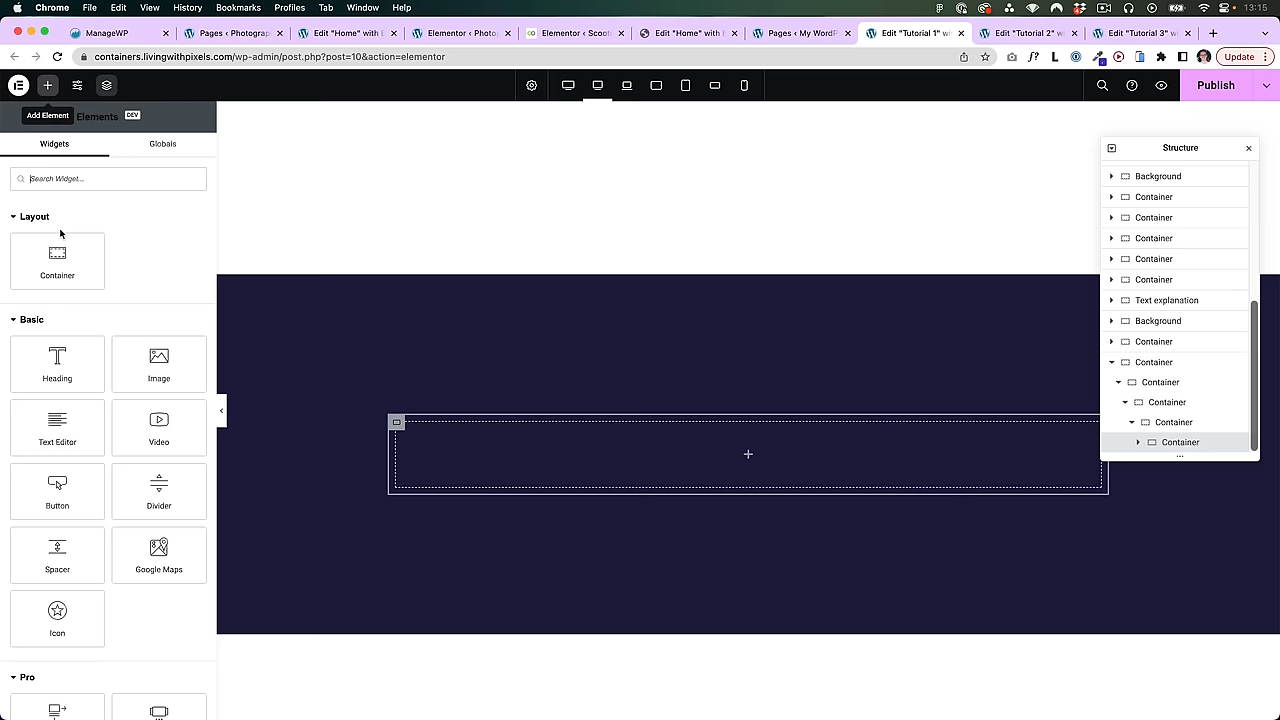 Chrome File Edit View History Bookmarks Profiles Tab Window Help 13:15
ManageWP Pages ‹ Photograp Edit "Home" with E Elementor ‹ Photo Elementor ‹ Scoot Edit "Home" with E Pages ‹ My WordP Edit "Tutorial 1" wi Edit "Tutorial 2" w Edit "Tutorial 3" w
containers.livingwithpixels.com/wp-admin/post.php?post=10&action=elementor Update
Publish
Add Element Elements DEV
Widgets Globals
Search Widget...
Layout
Container
Basic
Heading Image
Text Editor Video
Button Divider
Spacer Google Maps
Icon
Pro
Structure
Background
Container
Container
Container
Container
Container
Text explanation
Background
Container
Container
Container
Container
Container
Container